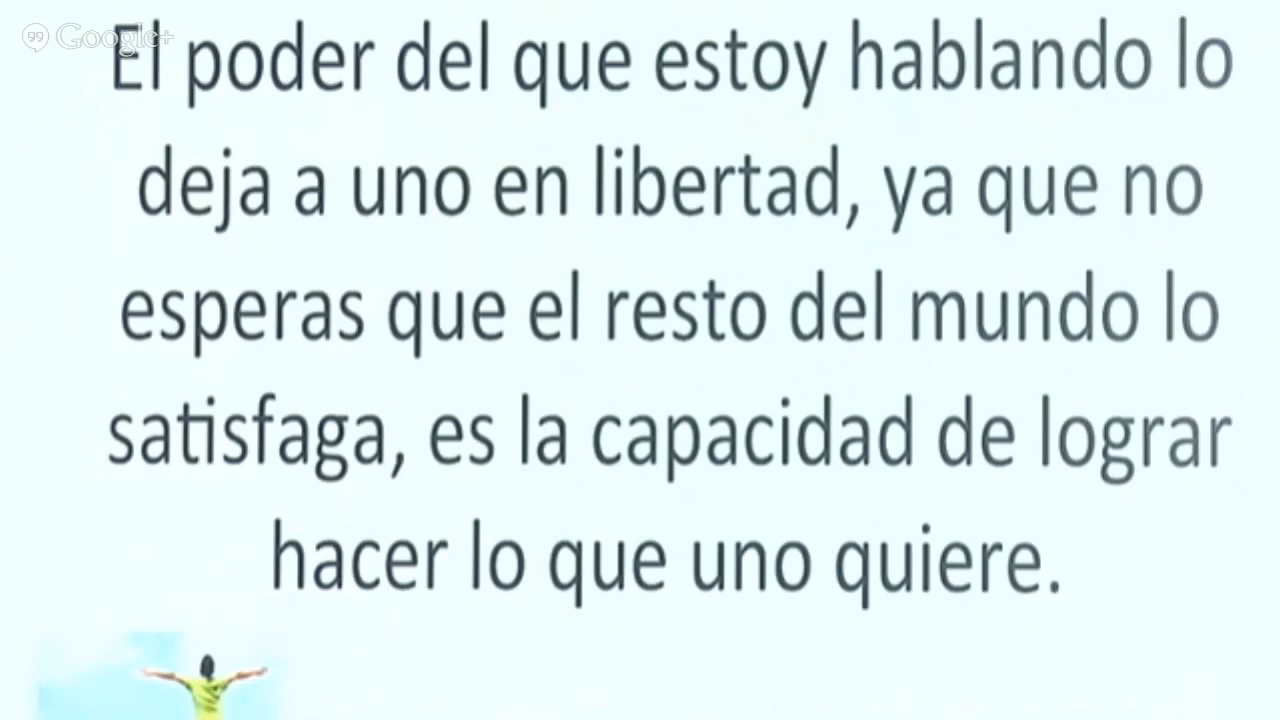 Google+
El poder del que estoy hablando lo
deja a uno en libertad, ya que no
esperas que el resto del mundo lo
satisfaga, es la capacidad de lograr
hacer lo que uno quiere.